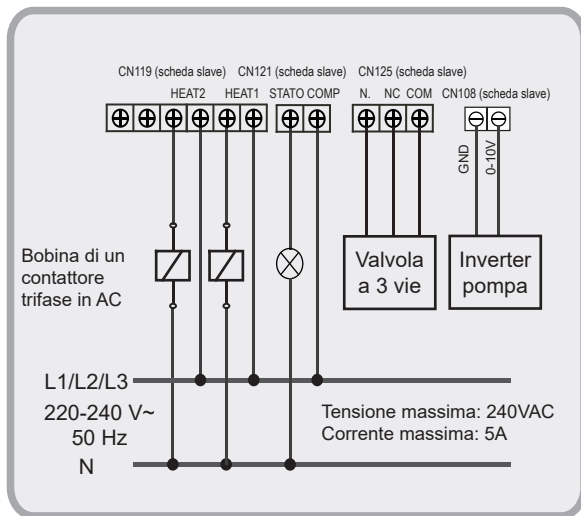 CN119 (scheda slave) CN121 (scheda slave) CN125 (scheda slave)
HEAT2 HEAT1 STATO COMP N. NC COM CN108 (scheda slave)
GND
0-10V
Bobina di un
contattore
trifase in AC
Valvola
a 3 vie
Inverter
pompa
L1/L2/L3
220-240 V~
50 Hz
N
Tensione massima: 240VAC
Corrente massima: 5A